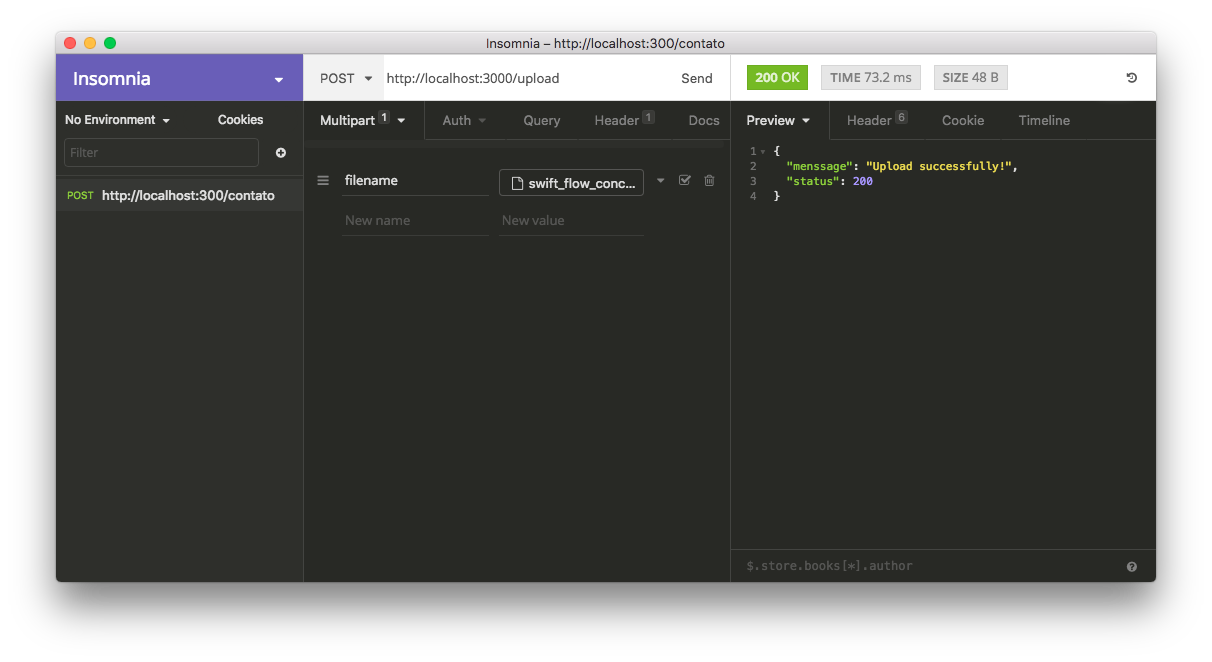 Insomnia – http://localhost:300/contato
Insomnia
POST http://localhost:3000/upload Send
200 OK TIME 73.2 ms SIZE 48 B
No Environment Cookies
Filter
POST http://localhost:300/contato
Multipart 1 Auth Query Header 1 Docs
filename swift_flow_conc...
New name New value
Preview Header 6 Cookie Timeline
1 {
2 "menssage": "Upload successfully!",
3 "status": 200
4 }
$.store.books[*].author